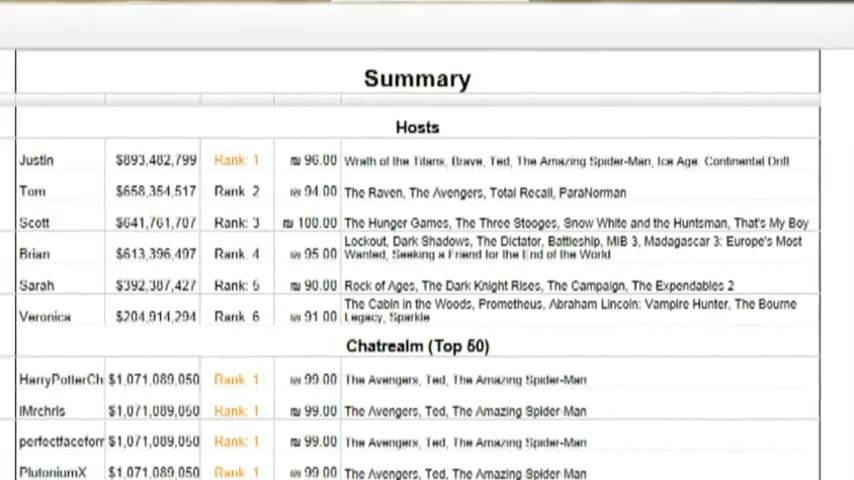 Summary
Hosts
Justin $893,482,799 Rank: 1 ₪ 96.00 Wrath of the Titans, Brave, Ted, The Amazing Spider-Man, Ice Age: Continental Drift
Tom $658,354,517 Rank: 2 ₪ 94.00 The Raven, The Avengers, Total Recall, ParaNorman
Scott $641,761,707 Rank: 3 ₪ 100.00 The Hunger Games, The Three Stooges, Snow White and the Huntsman, That's My Boy
Brian $613,396,497 Rank: 4 ₪ 95.00 Lockout, Dark Shadows, The Dictator, Battleship, MIB 3, Madagascar 3: Europe's Most
Wanted, Seeking a Friend for the End of the World
Sarah $392,387,427 Rank: 5 ₪ 90.00 Rock of Ages, The Dark Knight Rises, The Campaign, The Expendables 2
Veronica $204,914,294 Rank: 6 ₪ 91.00 The Cabin in the Woods, Prometheus, Abraham Lincoln: Vampire Hunter, The Bourne
Legacy, Sparkle
Chatrealm (Top 50)
HarryPotterCh $1,071,089,050 Rank: 1 ₪ 99.00 The Avengers, Ted, The Amazing Spider-Man
IMrchris $1,071,089,050 Rank: 1 ₪ 99.00 The Avengers, Ted, The Amazing Spider-Man
perfectfaceforr $1,071,089,050 Rank: 1 ₪ 99.00 The Avengers, Ted, The Amazing Spider-Man
PlutoniumX $1,071,089,050 Rank: 1 ₪ 99.00 The Avengers, Ted, The Amazing Spider-Man